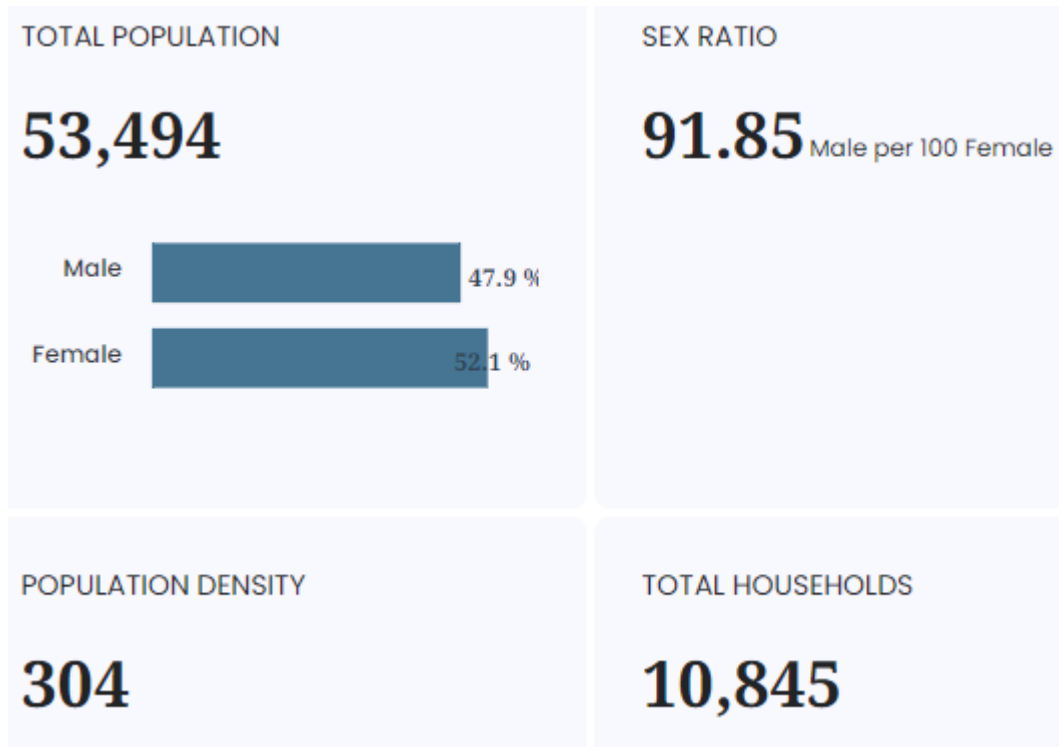 TOTAL POPULATION
53,494
Male 47.9 %
Female 52.1 %
SEX RATIO
91.85 Male per 100 Female
POPULATION DENSITY
304
TOTAL HOUSEHOLDS
10,845